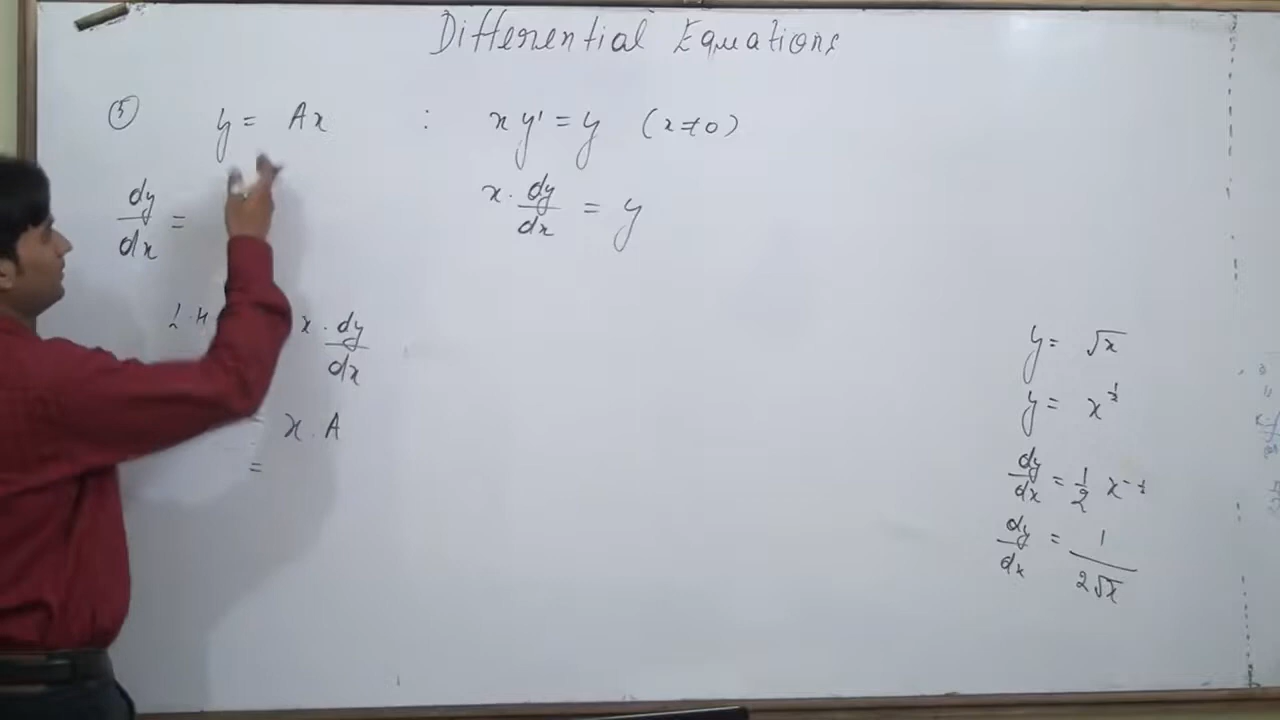 Differential Equations
⑤ y = Ax : x y' = y (x ≠ 0)
dy/dx =
x · dy/dx = y
L.H x · dy/dx
= x · A
=
y = √x
y = x^½
dy/dx = 1/2 x^-½
dy/dx = 1/(2√x)